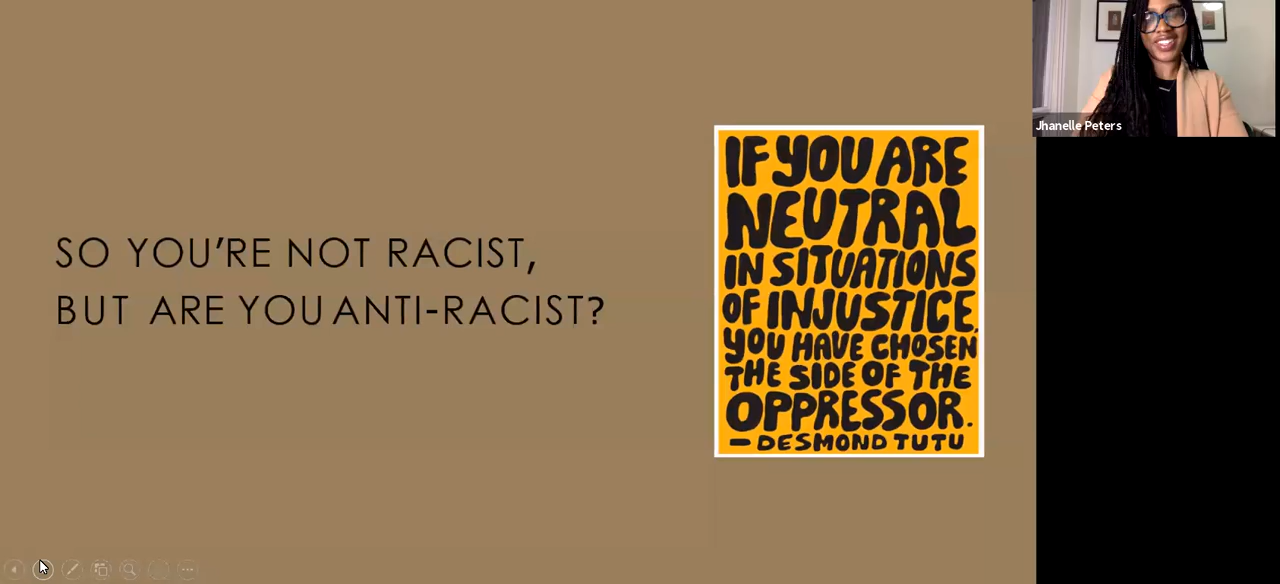 SO YOU'RE NOT RACIST,
BUT ARE YOU ANTI-RACIST?
IF YOU ARE
NEUTRAL
IN SITUATIONS
OF INJUSTICE,
YOU HAVE CHOSEN
THE SIDE OF THE
OPPRESSOR.
— DESMOND TUTU
Jhanelle Peters